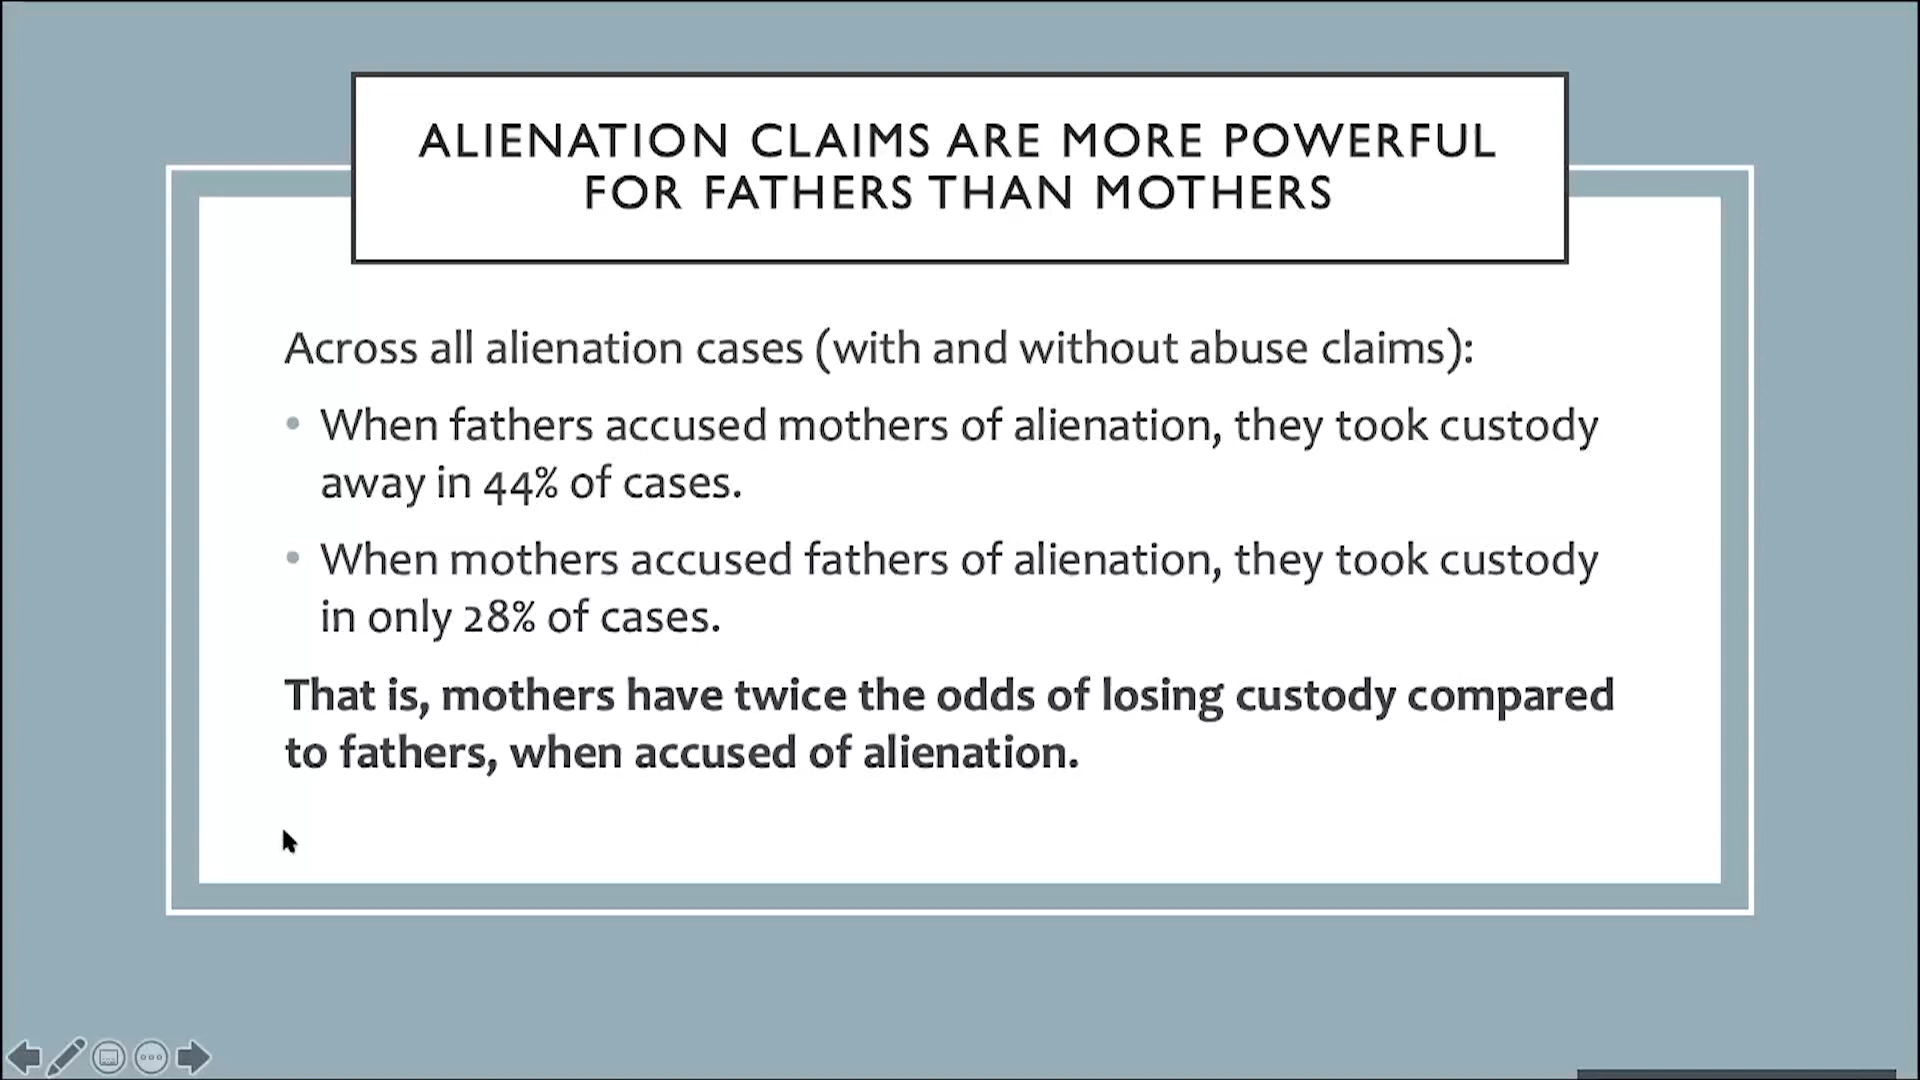 ALIENATION CLAIMS ARE MORE POWERFUL
FOR FATHERS THAN MOTHERS
Across all alienation cases (with and without abuse claims):
• When fathers accused mothers of alienation, they took custody
away in 44% of cases.
• When mothers accused fathers of alienation, they took custody
in only 28% of cases.
That is, mothers have twice the odds of losing custody compared
to fathers, when accused of alienation.